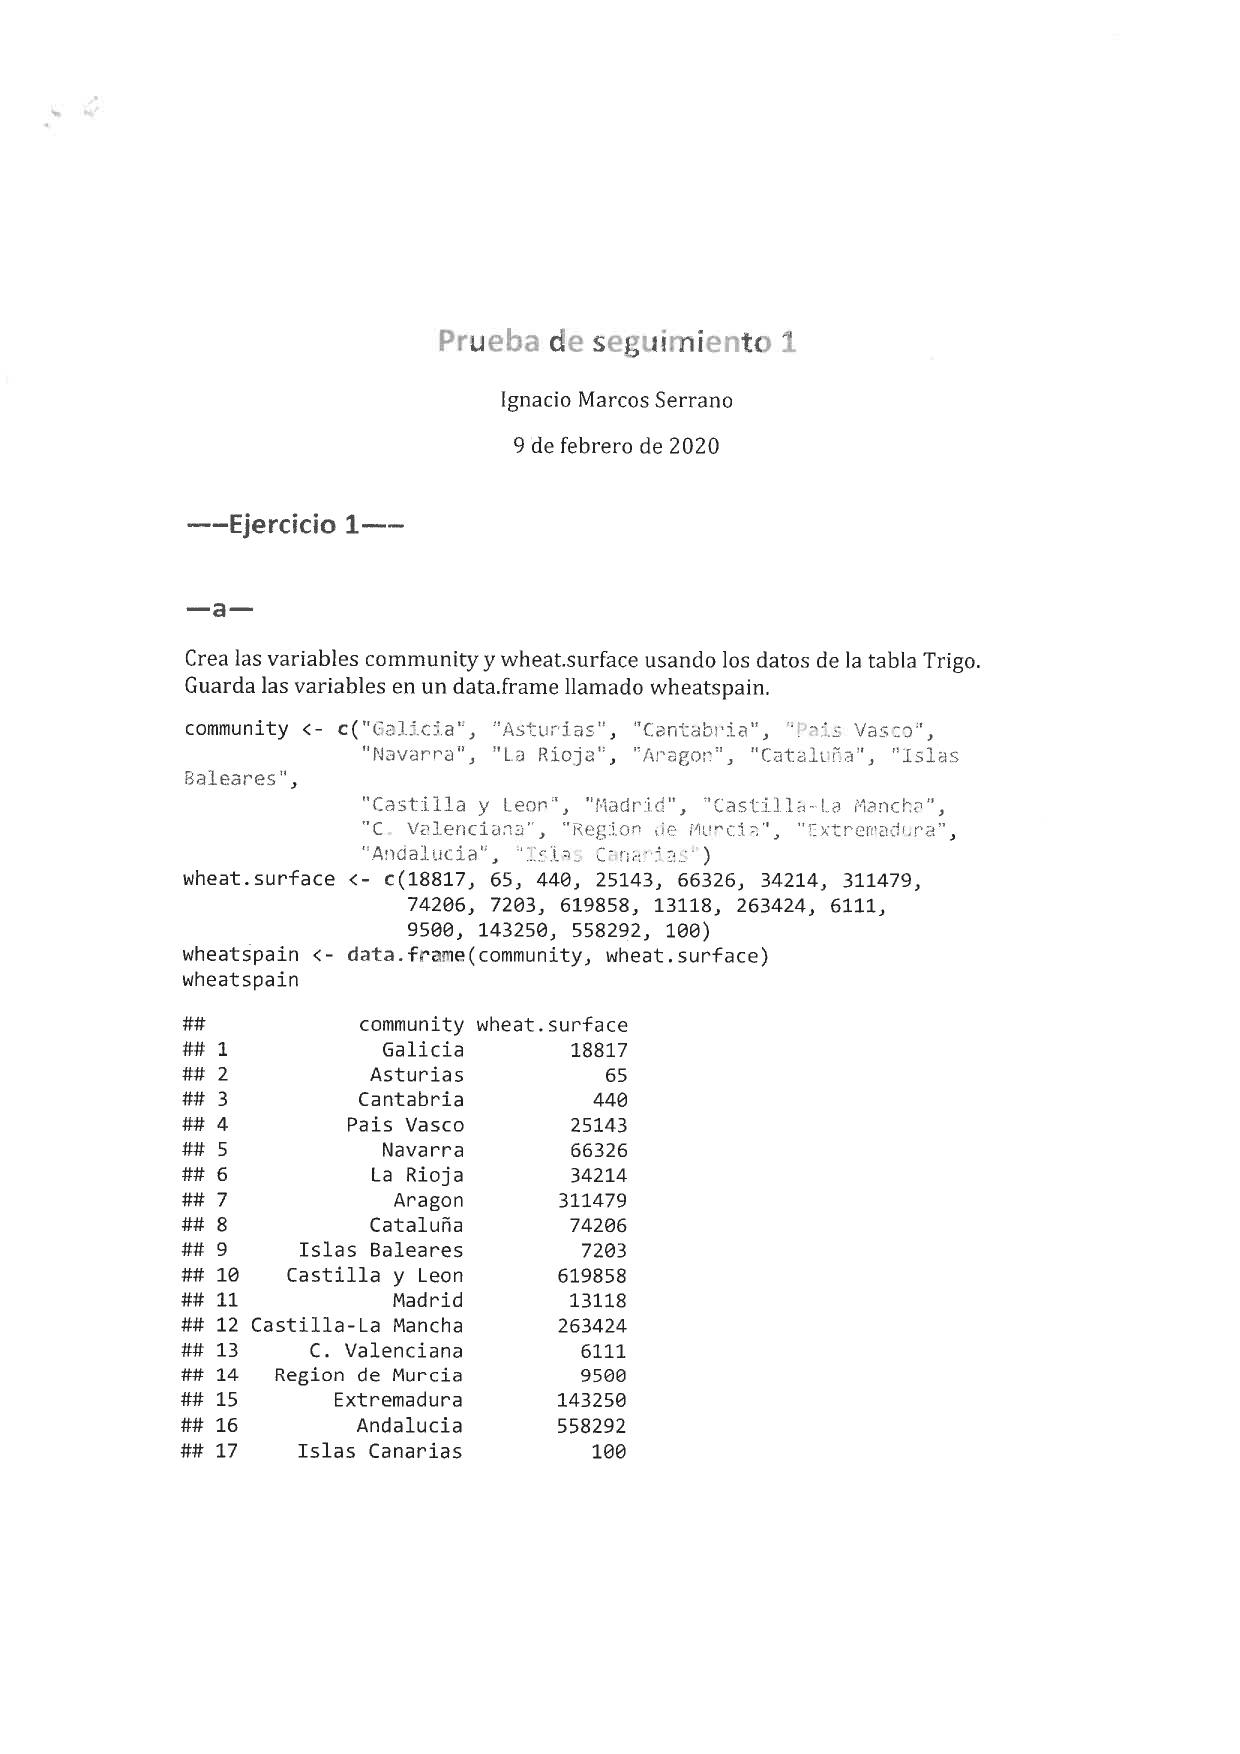 Prueba de seguimiento 1
Ignacio Marcos Serrano
9 de febrero de 2020
——Ejercicio 1——
—a—
Crea las variables community y wheat.surface usando los datos de la tabla Trigo.
Guarda las variables en un data.frame llamado wheatspain.
community <- c("Galicia", "Asturias", "Cantabria", "Pais Vasco",
"Navarra", "La Rioja", "Aragon", "Cataluña", "Islas
Baleares",
"Castilla y Leon", "Madrid", "Castilla-La Mancha",
"C. Valenciana", "Region de Murcia", "Extremadura",
"Andalucia", "Islas Canarias")
wheat.surface <- c(18817, 65, 440, 25143, 66326, 34214, 311479,
74206, 7203, 619858, 13118, 263424, 6111,
9500, 143250, 558292, 100)
wheatspain <- data.frame(community, wheat.surface)
wheatspain
## community wheat.surface
## 1 Galicia 18817
## 2 Asturias 65
## 3 Cantabria 440
## 4 Pais Vasco 25143
## 5 Navarra 66326
## 6 La Rioja 34214
## 7 Aragon 311479
## 8 Cataluña 74206
## 9 Islas Baleares 7203
## 10 Castilla y Leon 619858
## 11 Madrid 13118
## 12 Castilla-La Mancha 263424
## 13 C. Valenciana 6111
## 14 Region de Murcia 9500
## 15 Extremadura 143250
## 16 Andalucia 558292
## 17 Islas Canarias 100